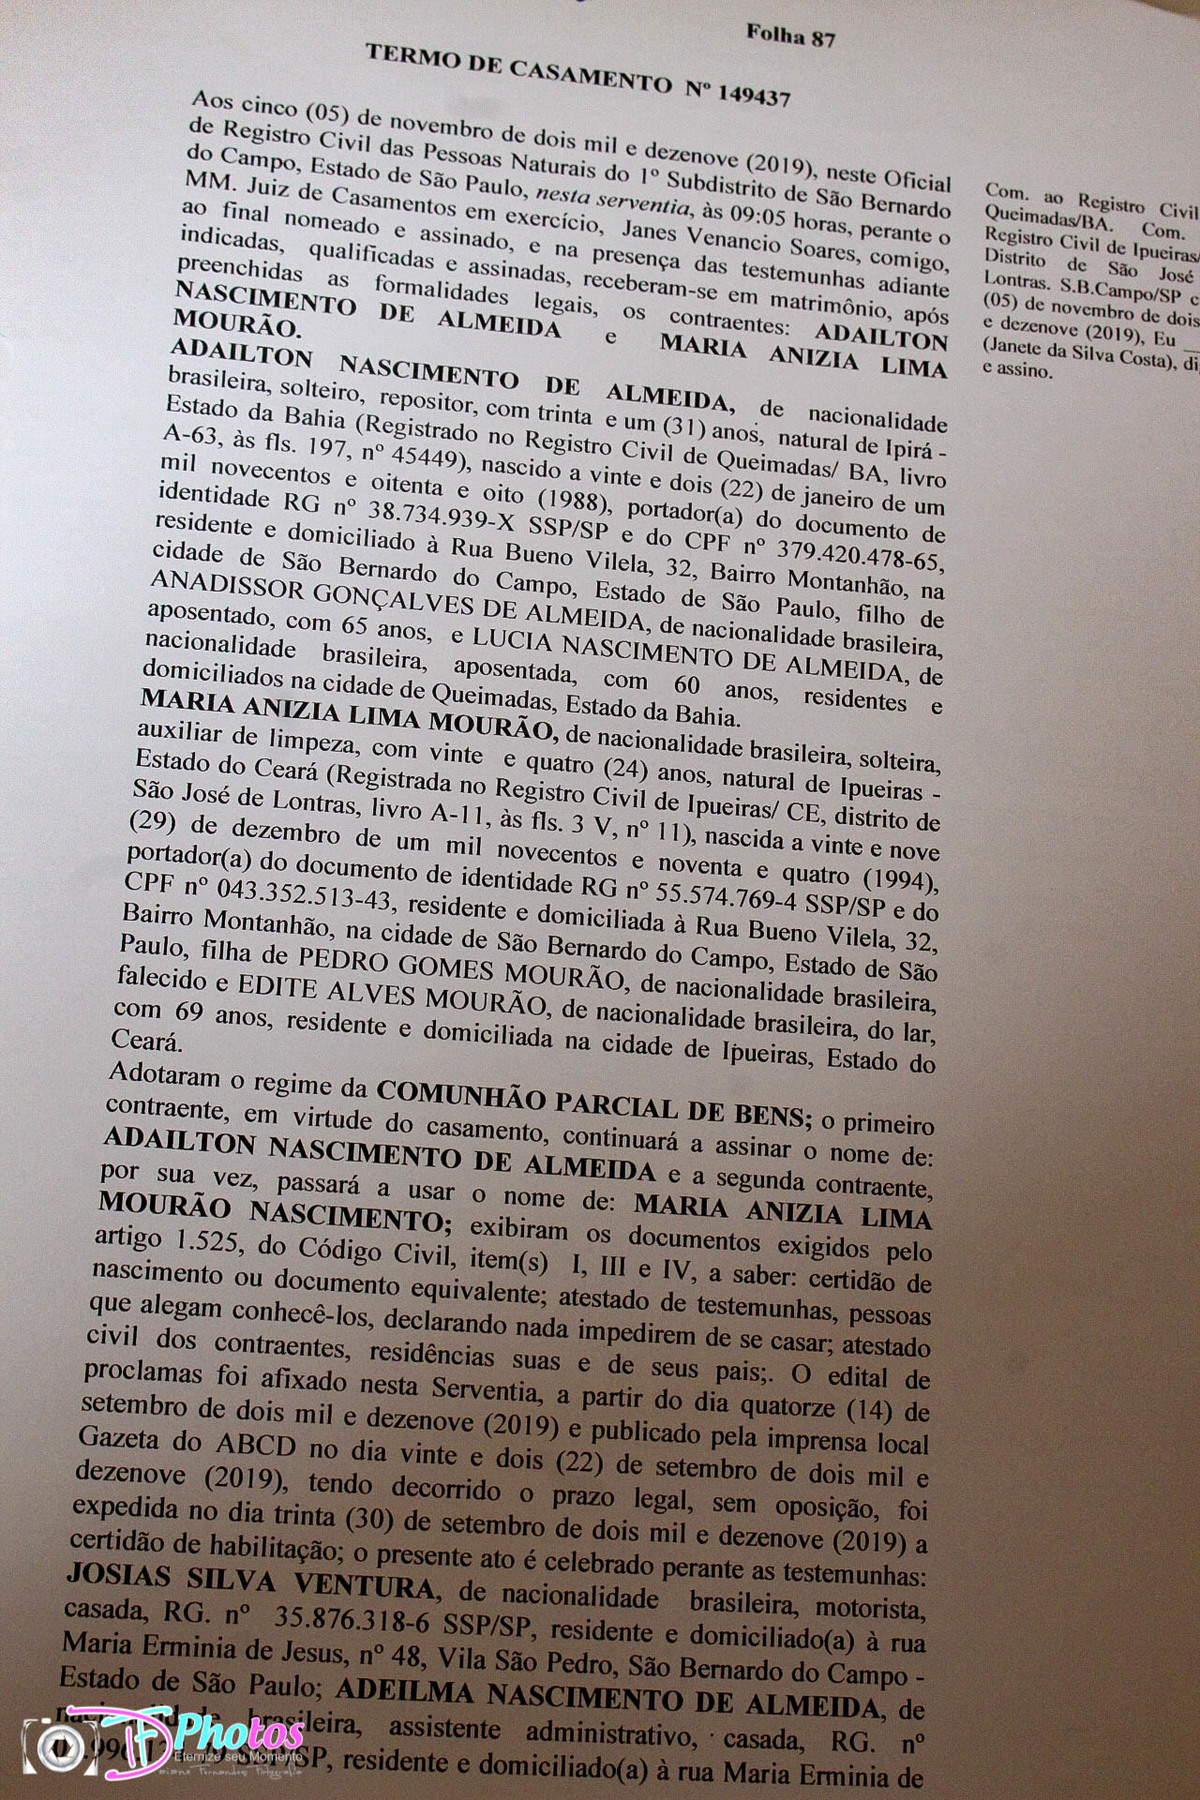 Folha 87
TERMO DE CASAMENTO Nº 149437
Aos cinco (05) de novembro de dois mil e dezenove (2019), neste Oficial
de Registro Civil das Pessoas Naturais do 1º Subdistrito de São Bernardo
do Campo, Estado de São Paulo, nesta serventia, às 09:05 horas, perante o
MM. Juiz de Casamentos em exercício, Janes Venancio Soares, comigo,
ao final nomeado e assinado, e na presença das testemunhas adiante
indicadas, qualificadas e assinadas, receberam-se em matrimônio, após
preenchidas as formalidades legais, os contraentes: ADAILTON
NASCIMENTO DE ALMEIDA e MARIA ANIZIA LIMA
MOURÃO.
ADAILTON NASCIMENTO DE ALMEIDA, de nacionalidade
brasileira, solteiro, repositor, com trinta e um (31) anos, natural de Ipirá -
Estado da Bahia (Registrado no Registro Civil de Queimadas/ BA, livro
A-63, às fls. 197, nº 45449), nascido a vinte e dois (22) de janeiro de um
mil novecentos e oitenta e oito (1988), portador(a) do documento de
identidade RG nº 38.734.939-X SSP/SP e do CPF nº 379.420.478-65,
residente e domiciliado à Rua Bueno Vilela, 32, Bairro Montanhão, na
cidade de São Bernardo do Campo, Estado de São Paulo, filho de
ANADISSOR GONÇALVES DE ALMEIDA, de nacionalidade brasileira,
aposentado, com 65 anos, e LUCIA NASCIMENTO DE ALMEIDA, de
nacionalidade brasileira, aposentada, com 60 anos, residentes e
domiciliados na cidade de Queimadas, Estado da Bahia.
MARIA ANIZIA LIMA MOURÃO, de nacionalidade brasileira, solteira,
auxiliar de limpeza, com vinte e quatro (24) anos, natural de Ipueiras -
Estado do Ceará (Registrada no Registro Civil de Ipueiras/ CE, distrito de
São José de Lontras, livro A-11, às fls. 3 V, nº 11), nascida a vinte e nove
(29) de dezembro de um mil novecentos e noventa e quatro (1994),
portador(a) do documento de identidade RG nº 55.574.769-4 SSP/SP e do
CPF nº 043.352.513-43, residente e domiciliada à Rua Bueno Vilela, 32,
Bairro Montanhão, na cidade de São Bernardo do Campo, Estado de São
Paulo, filha de PEDRO GOMES MOURÃO, de nacionalidade brasileira,
falecido e EDITE ALVES MOURÃO, de nacionalidade brasileira, do lar,
com 69 anos, residente e domiciliada na cidade de Ipueiras, Estado do
Ceará.
Adotaram o regime da COMUNHÃO PARCIAL DE BENS; o primeiro
contraente, em virtude do casamento, continuará a assinar o nome de:
ADAILTON NASCIMENTO DE ALMEIDA e a segunda contraente,
por sua vez, passará a usar o nome de: MARIA ANIZIA LIMA
MOURÃO NASCIMENTO; exibiram os documentos exigidos pelo
artigo 1.525, do Código Civil, item(s) I, III e IV, a saber: certidão de
nascimento ou documento equivalente; atestado de testemunhas, pessoas
que alegam conhecê-los, declarando nada impedirem de se casar; atestado
civil dos contraentes, residências suas e de seus pais;. O edital de
proclamas foi afixado nesta Serventia, a partir do dia quatorze (14) de
setembro de dois mil e dezenove (2019) e publicado pela imprensa local
Gazeta do ABCD no dia vinte e dois (22) de setembro de dois mil e
dezenove (2019), tendo decorrido o prazo legal, sem oposição, foi
expedida no dia trinta (30) de setembro de dois mil e dezenove (2019) a
certidão de habilitação; o presente ato é celebrado perante as testemunhas:
JOSIAS SILVA VENTURA, de nacionalidade brasileira, motorista,
casada, RG. nº 35.876.318-6 SSP/SP, residente e domiciliado(a) à rua
Maria Erminia de Jesus, nº 48, Vila São Pedro, São Bernardo do Campo -
Estado de São Paulo; ADEILMA NASCIMENTO DE ALMEIDA, de
brasileira, assistente administrativo, casada, RG. nº
SSP/SP, residente e domiciliado(a) à rua Maria Erminia de
Com. ao Registro Civil
Queimadas/BA. Com.
Registro Civil de Ipueiras/
Distrito de São José
Lontras. S.B.Campo/SP
(05) de novembro de dois
e dezenove (2019), Eu __
(Janete da Silva Costa),
e assino.
Photos
Eternize seu Momento
Fernandes Fotografia